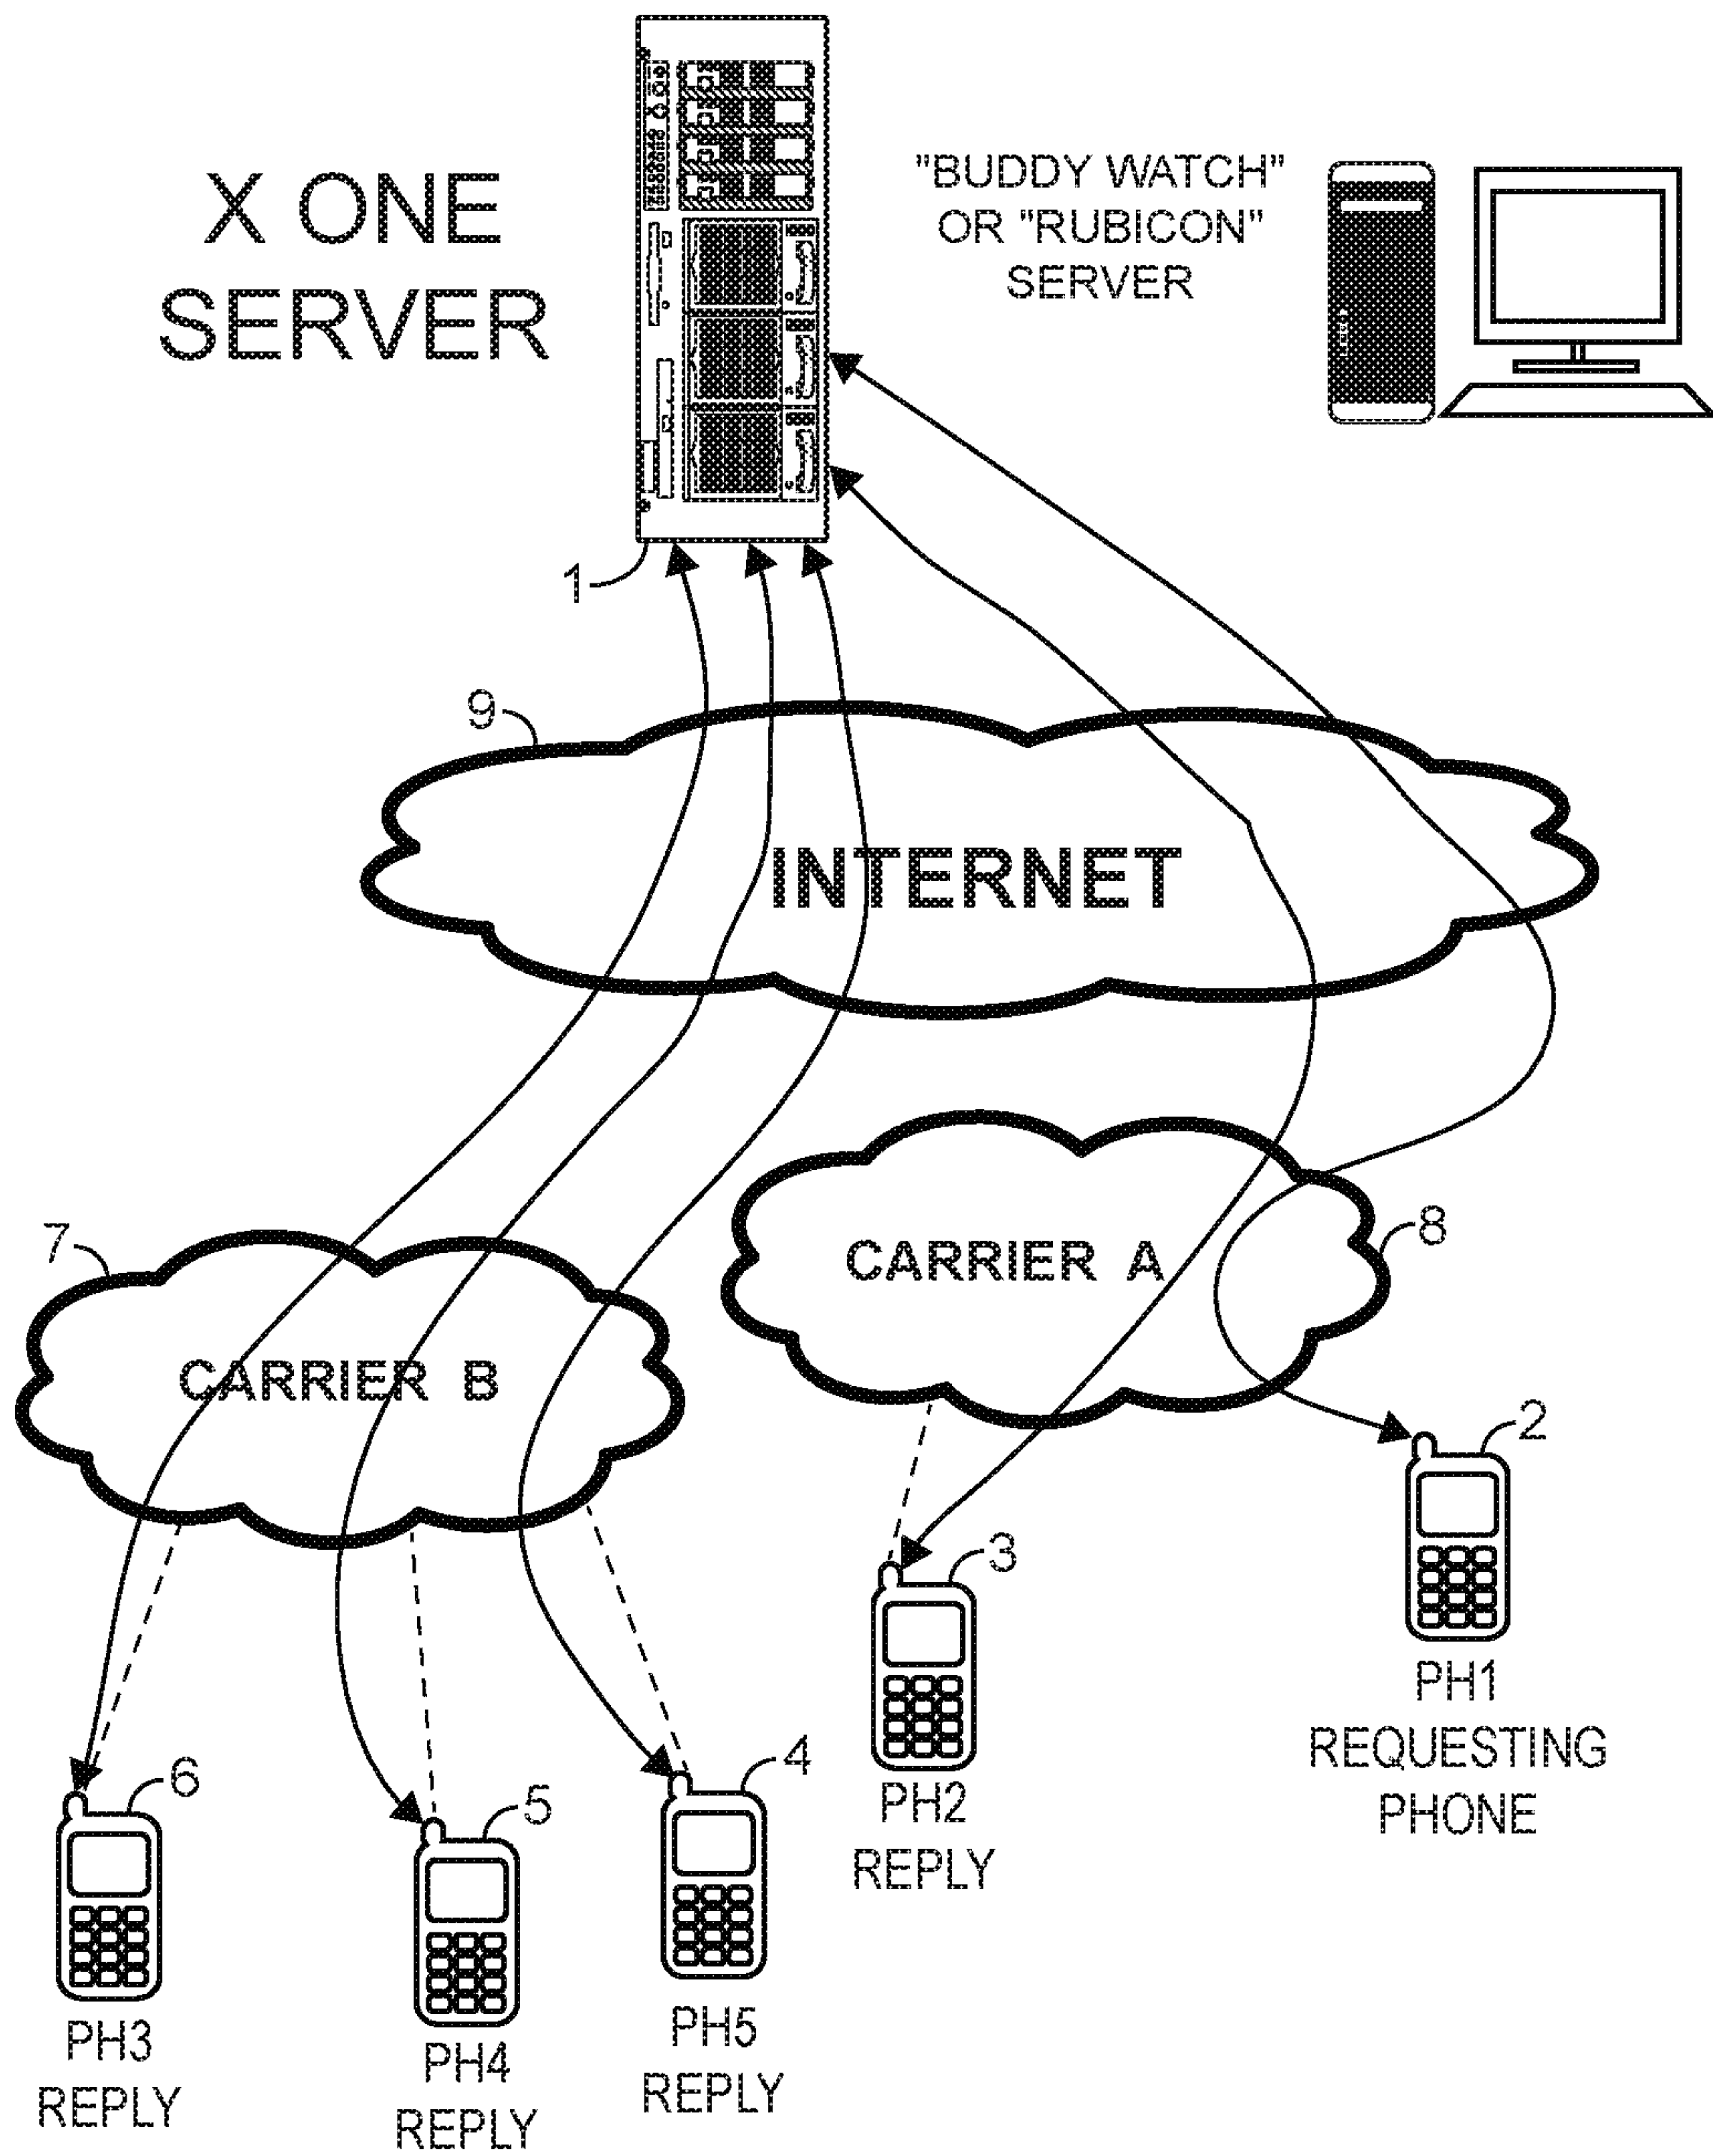 X ONE
SERVER
"BUDDY WATCH"
OR "RUBICON"
SERVER
1
9
INTERNET
7
CARRIER B
CARRIER A
8
2
3
PH1
REQUESTING
PHONE
4
PH2
REPLY
6
5
PH3
REPLY
PH4
REPLY
PH5
REPLY